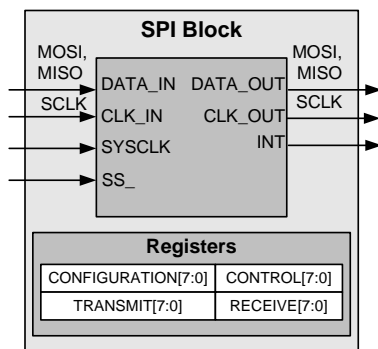 SPI Block
MOSI,
MISO
SCLK
MOSI,
MISO
SCLK
DATA_IN DATA_OUT
CLK_IN CLK_OUT
SYSCLK INT
SS_
Registers
CONFIGURATION[7:0] CONTROL[7:0]
TRANSMIT[7:0] RECEIVE[7:0]